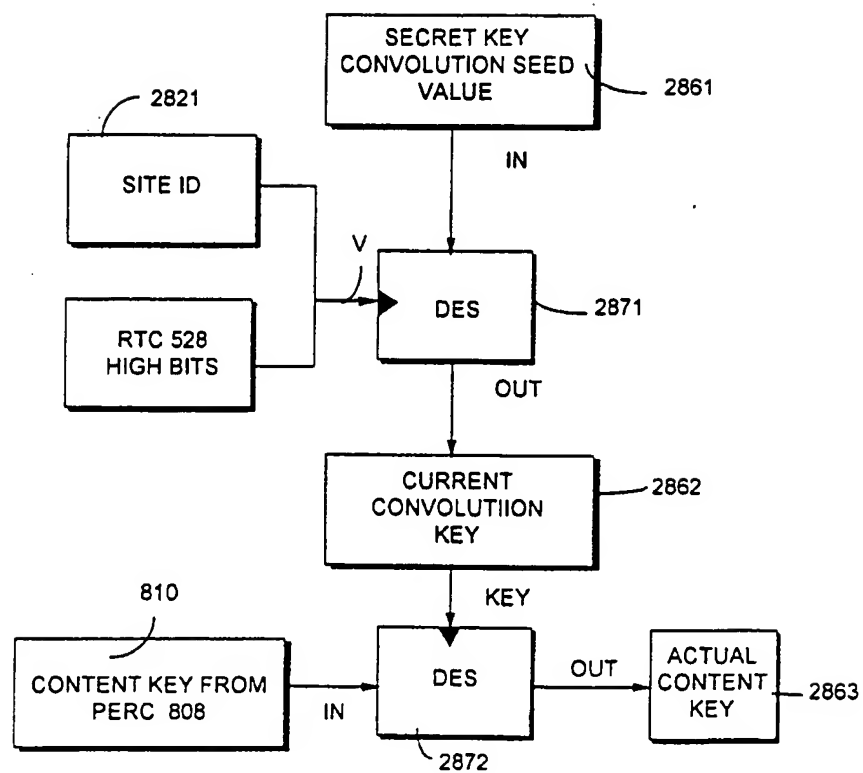 SECRET KEY
CONVOLUTION SEED
VALUE
2861
2821
SITE ID
IN
V
DES
2871
RTC 528
HIGH BITS
OUT
CURRENT
CONVOLUTIION
KEY
2862
KEY
810
CONTENT KEY FROM
PERC 808
IN
DES
OUT
ACTUAL
CONTENT
KEY
2863
2872